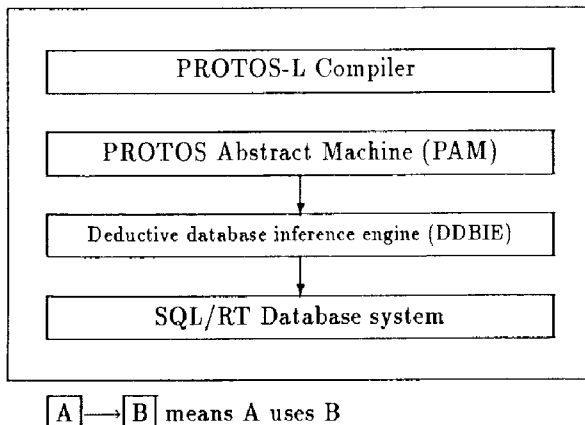 PROTOS-L Compiler
PROTOS Abstract Machine (PAM)
Deductive database inference engine (DDBIE)
SQL/RT Database system
A B means A uses B